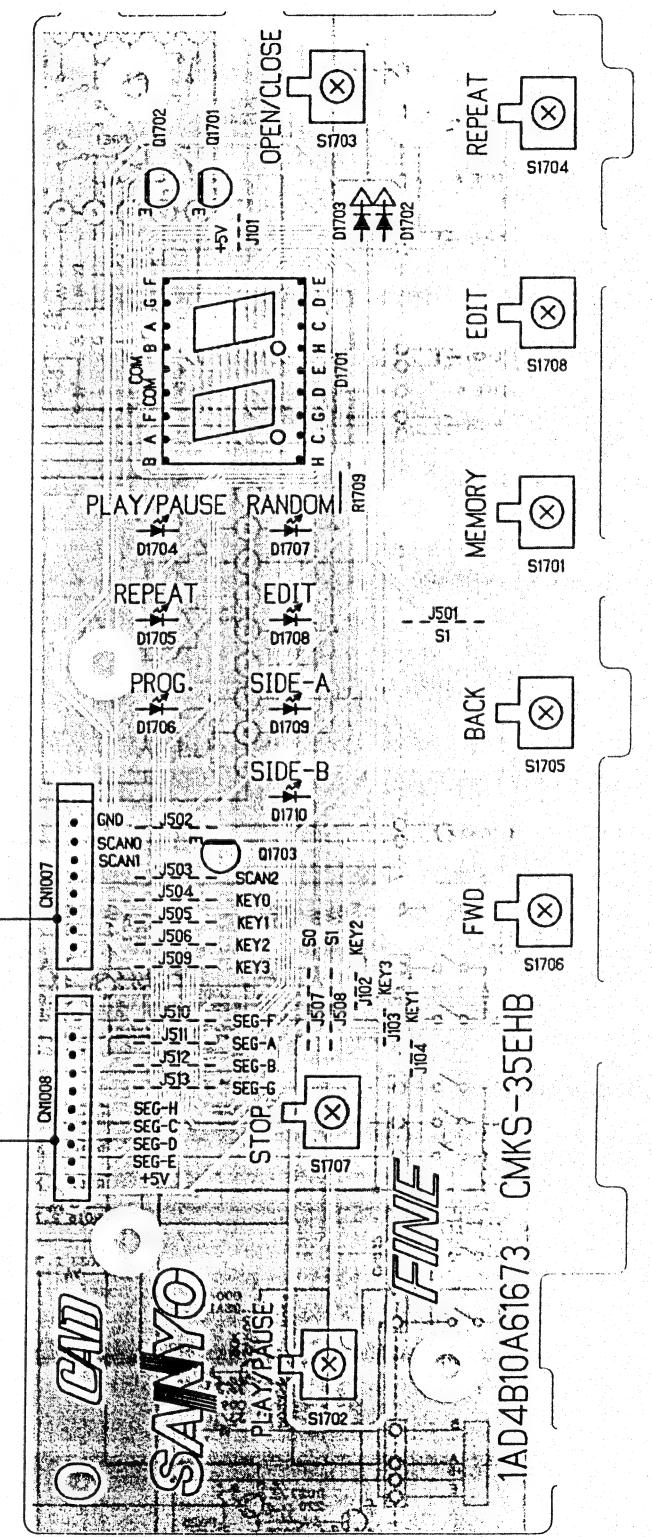 OPEN/CLOSE
S1703
REPEAT
S1704
Q1702
Q1701
E
E
+5V
J101
D1703
D1702
F
G
A
B
COM
COM
F
A
B
E
D
C
H
E
D
G
C
H
D1701
EDIT
S1708
PLAY/PAUSE
D1704
RANDOM
D1707
R1709
MEMORY
S1701
REPEAT
D1705
EDIT
D1708
J501
S1
PROG.
D1706
SIDE-A
D1709
BACK
S1705
SIDE-B
D1710
CN1007
GND
J502
SCAN0
SCAN1
E
Q1703
J503
SCAN2
J504
KEY0
J505
KEY1
J506
KEY2
J509
KEY3
FWD
S1706
S0
S1
KEY2
J507
J508
J102
KEY3
J103
KEY1
J104
CN1008
J510
SEG-F
J511
SEG-A
J512
SEG-B
J513
SEG-G
SEG-H
SEG-C
SEG-D
SEG-E
+5V
STOP
S1707
CAD
SANYO
PLAY/PAUSE
S1702
FINE
1AD4B10A61673
CMKS-35EHB